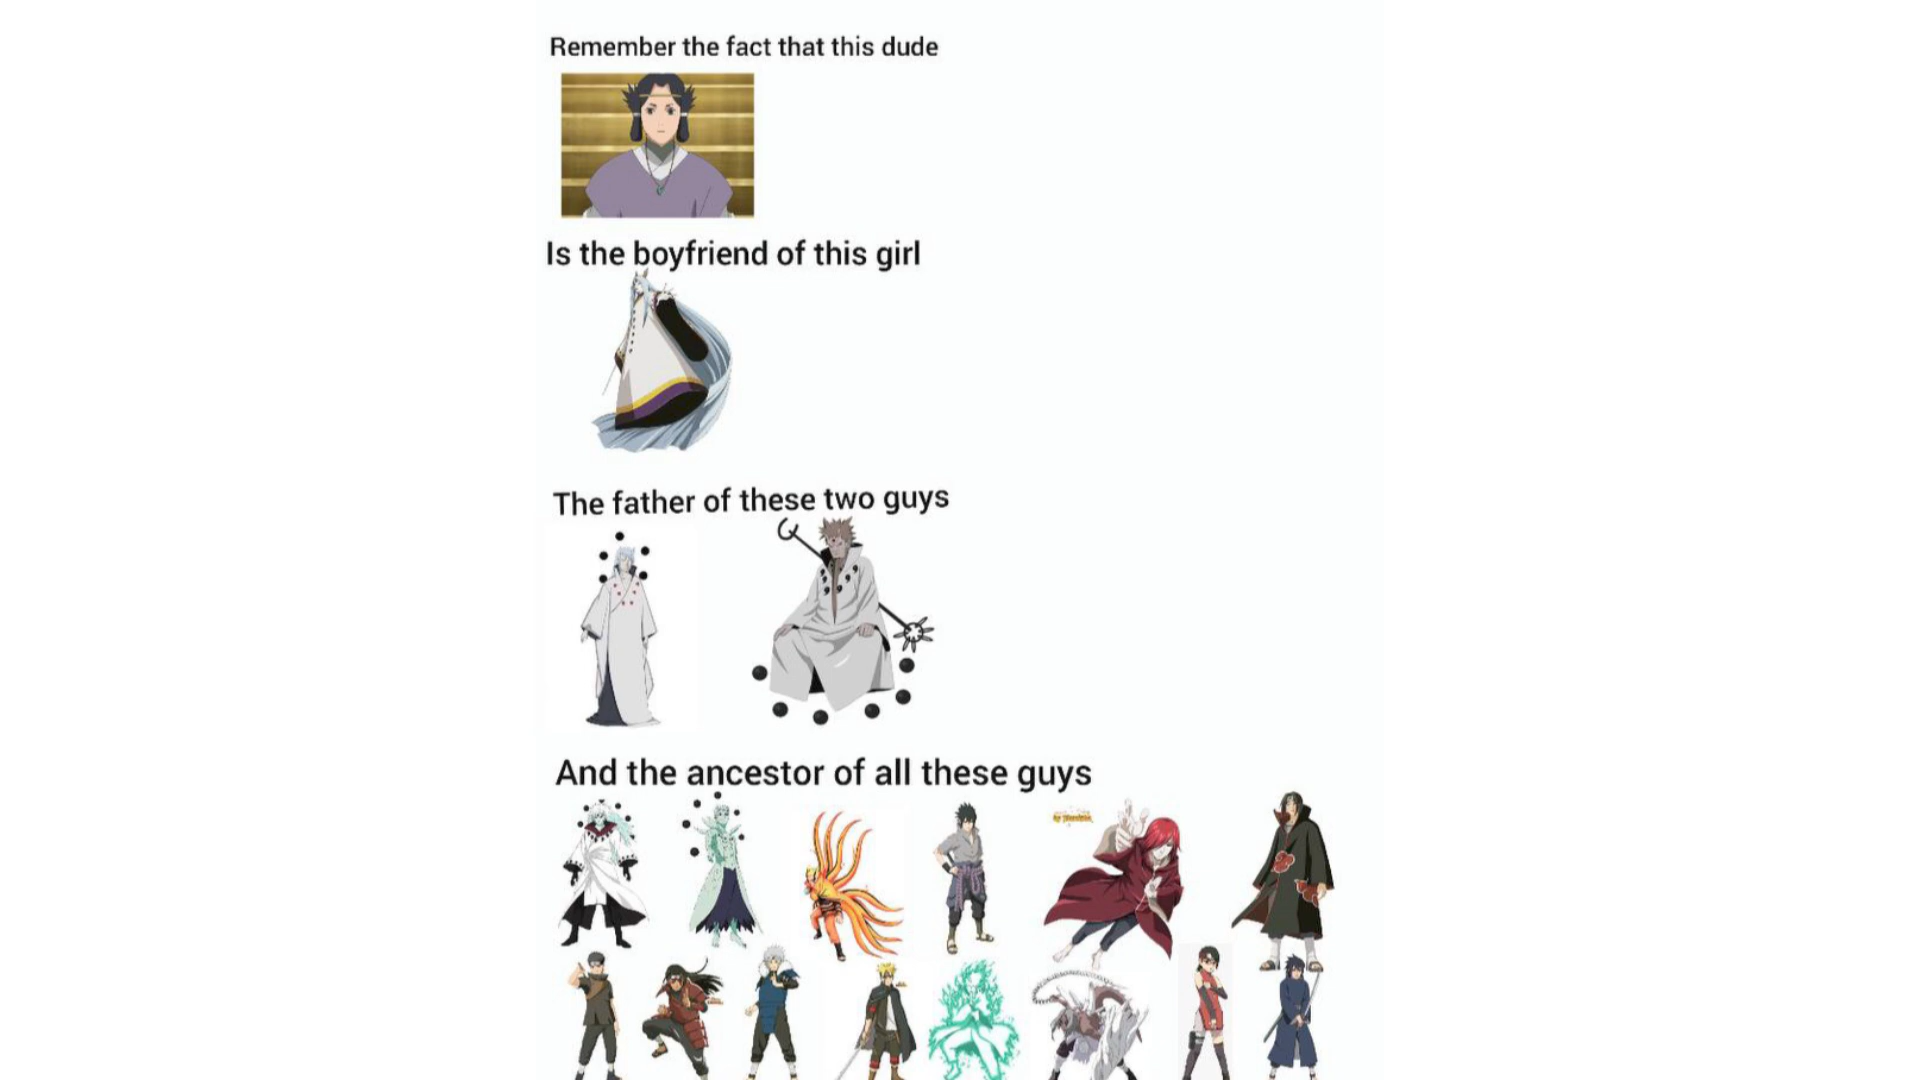 Remember the fact that this dude
Is the boyfriend of this girl
The father of these two guys
And the ancestor of all these guys